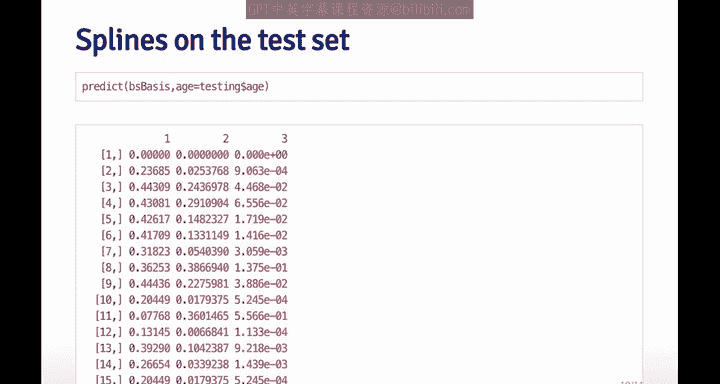 GPT中英字幕课程资源@bilibili.com
Splines on the test set
predict(bsBasis,age=testing$age)
1 2 3
[1,] 0.00000 0.0000000 0.000e+00
[2,] 0.23685 0.0253768 9.063e-04
[3,] 0.44309 0.2436978 4.468e-02
[4,] 0.43081 0.2910904 6.556e-02
[5,] 0.42617 0.1482327 1.719e-02
[6,] 0.41709 0.1331149 1.416e-02
[7,] 0.31823 0.0540390 3.059e-03
[8,] 0.36253 0.3866940 1.375e-01
[9,] 0.44436 0.2275981 3.886e-02
[10,] 0.20449 0.0179375 5.245e-04
[11,] 0.07768 0.3601465 5.566e-01
[12,] 0.13145 0.0066841 1.133e-04
[13,] 0.39290 0.1042387 9.218e-03
[14,] 0.26654 0.0339238 1.439e-03
[15,] 0.20449 0.0179375 5.245e-04